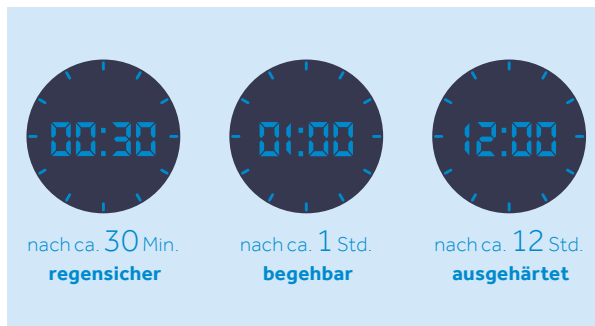 00:30
01:00
12:00
nach ca. 30 Min.
regensicher
nach ca. 1 Std.
begehbar
nach ca. 12 Std.
ausgehärtet